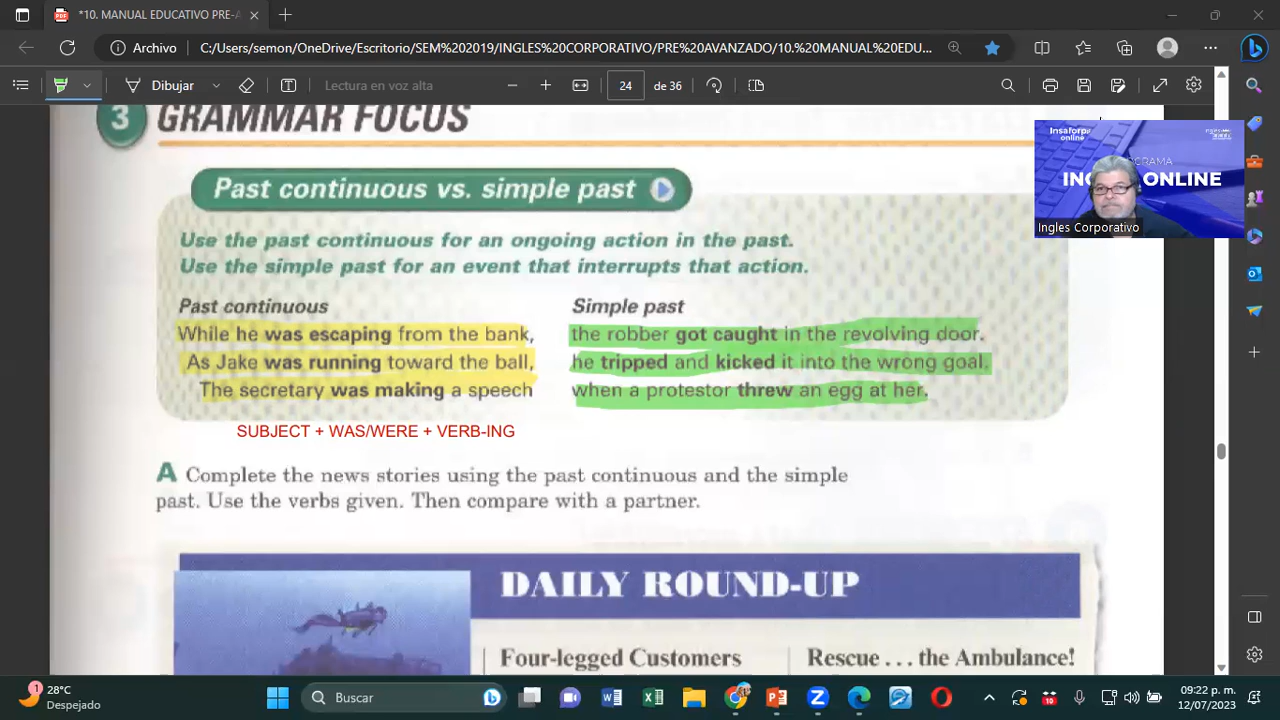 *10. MANUAL EDUCATIVO PRE-A
Archivo
C:/Users/semon/OneDrive/Escritorio/SEM%202019/INGLES%20CORPORATIVO/PRE%20AVANZADO/10.%20MANUAL%20EDU...
Dibujar
Lectura en voz alta
24
de 36
3 GRAMMAR FOCUS
Past continuous vs. simple past
Use the past continuous for an ongoing action in the past.
Use the simple past for an event that interrupts that action.
Past continuous Simple past
While he was escaping from the bank, the robber got caught in the revolving door.
As Jake was running toward the ball, he tripped and kicked it into the wrong goal.
The secretary was making a speech when a protestor threw an egg at her.
SUBJECT + WAS/WERE + VERB-ING
A Complete the news stories using the past continuous and the simple
past. Use the verbs given. Then compare with a partner.
DAILY ROUND-UP
Four-legged Customers
Rescue . . . the Ambulance!
Insaforp
online
ONLINE
Ingles Corporativo
1
28°C
Despejado
Buscar
10
09:22 p. m.
12/07/2023